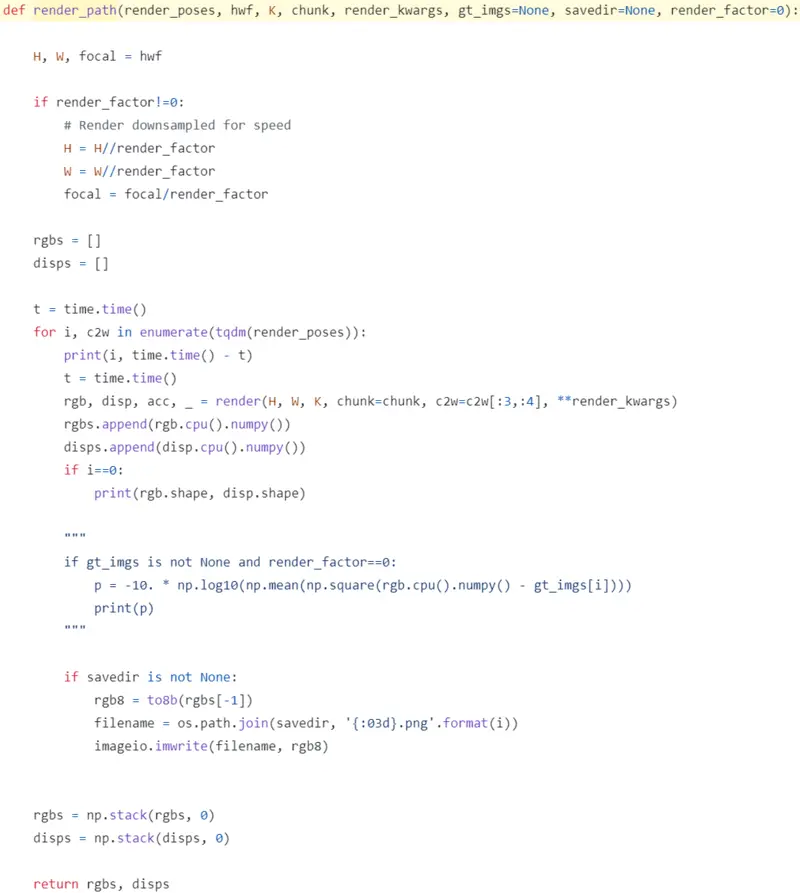 def render_path(render_poses, hwf, K, chunk, render_kwargs, gt_imgs=None, savedir=None, render_factor=0):

    H, W, focal = hwf

    if render_factor!=0:
        # Render downsampled for speed
        H = H//render_factor
        W = W//render_factor
        focal = focal/render_factor

    rgbs = []
    disps = []

    t = time.time()
    for i, c2w in enumerate(tqdm(render_poses)):
        print(i, time.time() - t)
        t = time.time()
        rgb, disp, acc, _ = render(H, W, K, chunk=chunk, c2w=c2w[:3,:4], **render_kwargs)
        rgbs.append(rgb.cpu().numpy())
        disps.append(disp.cpu().numpy())
        if i==0:
            print(rgb.shape, disp.shape)

        """
        if gt_imgs is not None and render_factor==0:
            p = -10. * np.log10(np.mean(np.square(rgb.cpu().numpy() - gt_imgs[i])))
            print(p)
        """

        if savedir is not None:
            rgb8 = to8b(rgbs[-1])
            filename = os.path.join(savedir, '{:03d}.png'.format(i))
            imageio.imwrite(filename, rgb8)


    rgbs = np.stack(rgbs, 0)
    disps = np.stack(disps, 0)

    return rgbs, disps